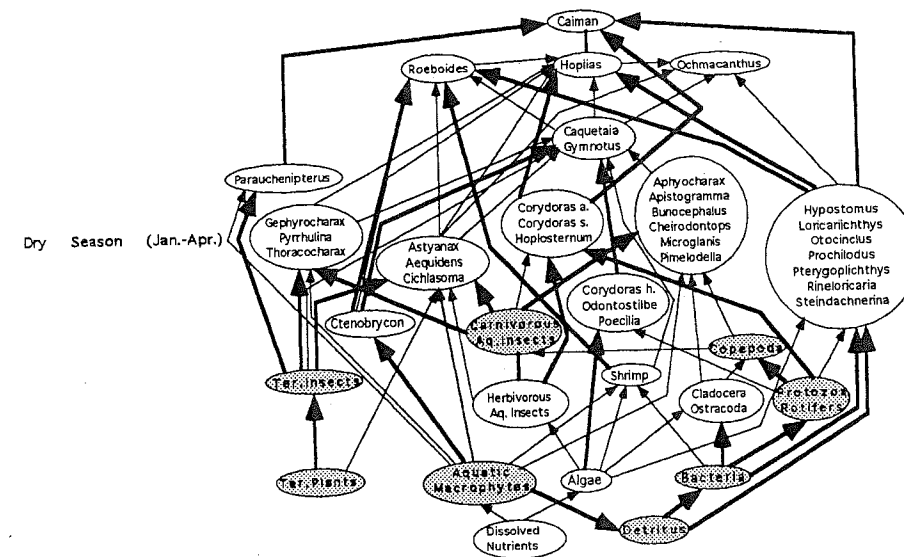 Caiman
Roeboides
Hoplias
Ochmacanthus
Caquetaia
Gymnotus
Parauchenipterus
Aphyocharax
Apistogramma
Bunocephalus
Cheirodontops
Microglanis
Pimelodella
Gephyrocharax
Pyrrhulina
Thoracocharax
Corydoras a.
Corydoras s.
Hoplosternum
Hypostomus
Loricariichthys
Otocinclus
Prochilodus
Pterygoplichthys
Rineloricaria
Steindachnerina
Dry Season (Jan.-Apr.)
Astyanax
Aequidens
Cichlasoma
Corydoras h.
Odontostilbe
Poecilia
Ctenobrycon
Carnivorous
Aq. Insects
Copepoda
Ter. Insects
Shrimp
Herbivorous
Aq. Insects
Cladocera
Ostracoda
Protozoa
Rotifers
Ter. Plants
Aquatic
Macrophytes
Algae
Bacteria
Dissolved
Nutrients
Detritus